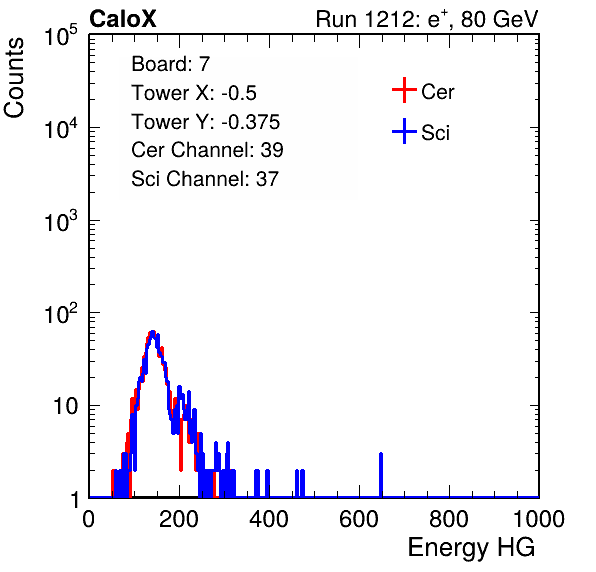 CaloX
Run 1212: e⁺, 80 GeV
Counts
10⁵
10⁴
10³
10²
10
1
Board: 7
Tower X: -0.5
Tower Y: -0.375
Cer Channel: 39
Sci Channel: 37
Cer
Sci
0 200 400 600 800 1000
Energy HG